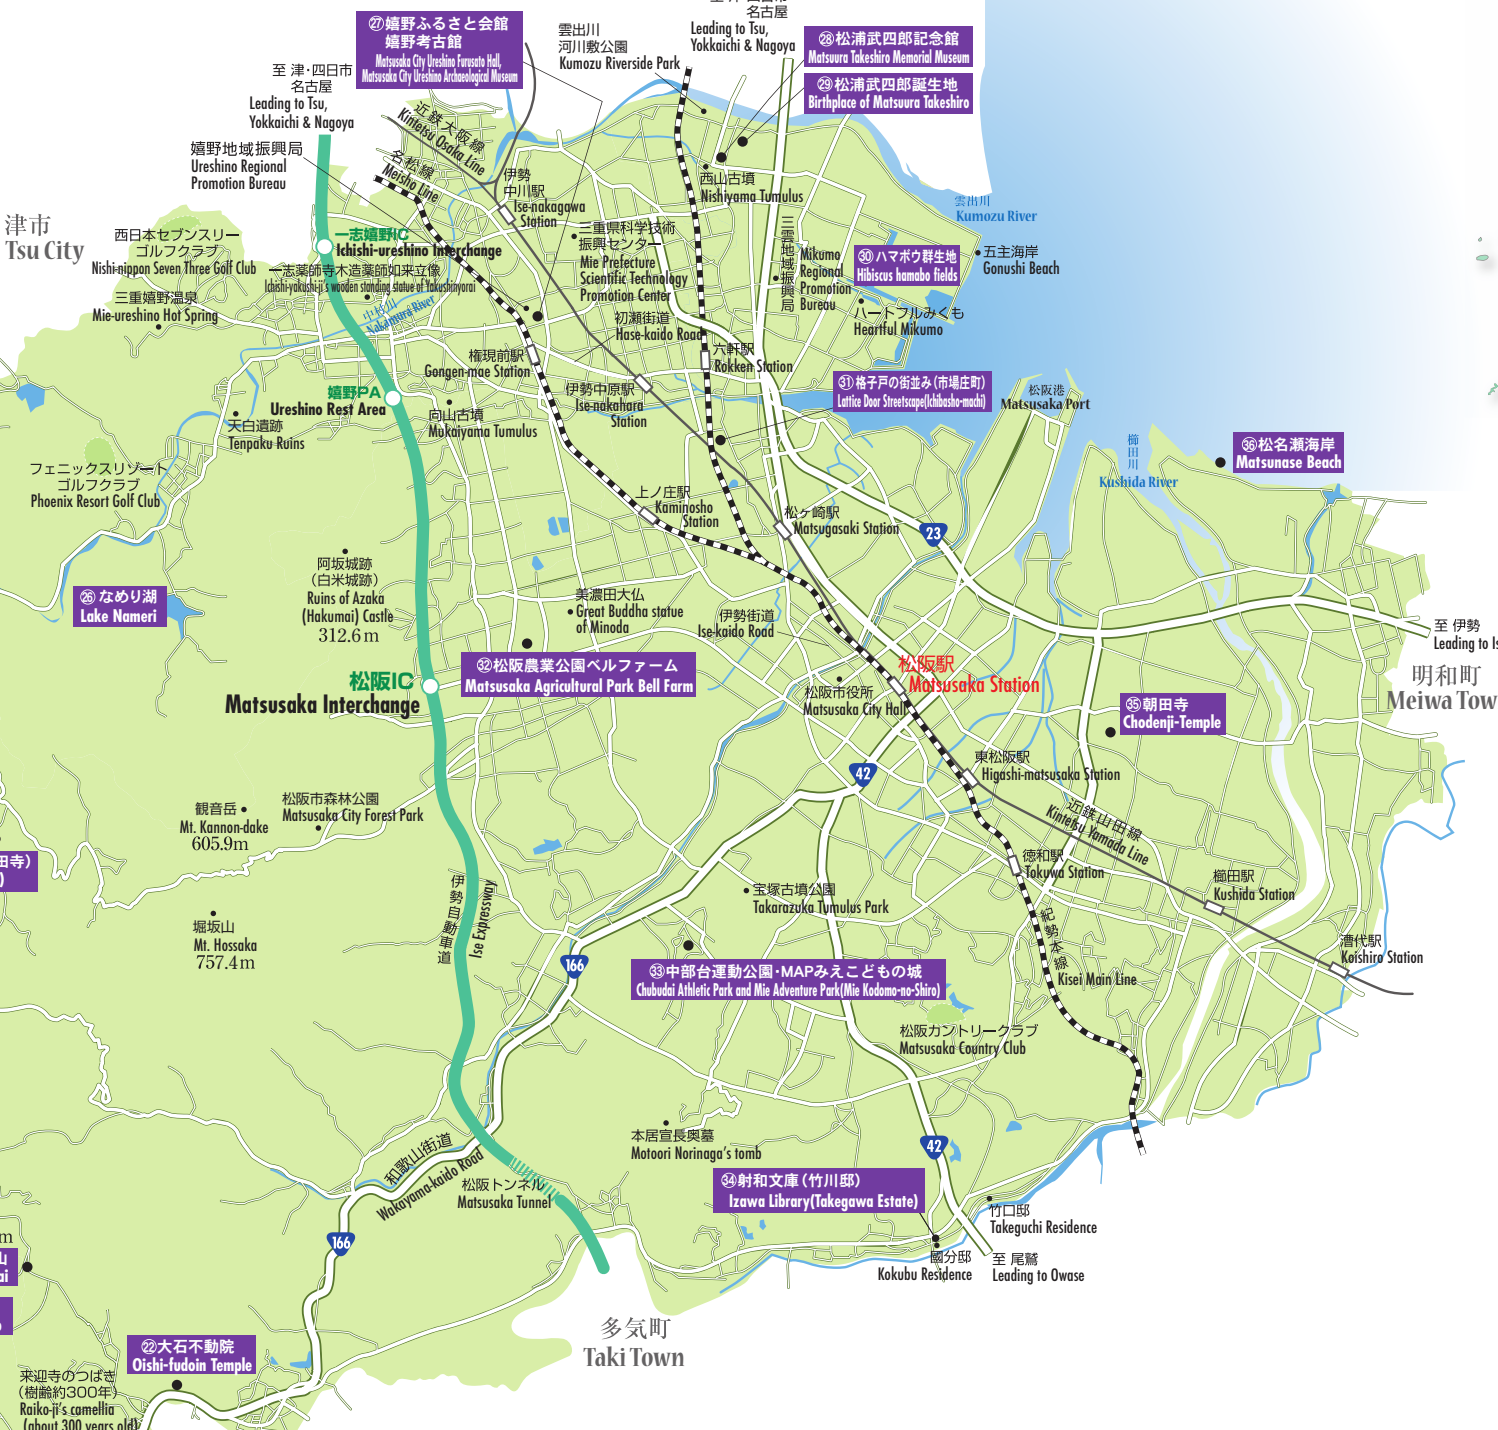 ㉗嬉野ふるさと会館
嬉野考古館
Matsusaka City Ureshino Furusato Hall,
Matsusaka City Ureshino Archaeological Museum
雲出川
河川敷公園
Kumozu Riverside Park
名古屋
Leading to Tsu,
Yokkaichi & Nagoya
㉘松浦武四郎記念館
Matsuura Takeshiro Memorial Museum
㉙松浦武四郎誕生地
Birthplace of Matsuura Takeshiro
至 津・四日市
名古屋
Leading to Tsu,
Yokkaichi & Nagoya
近鉄大阪線
Kintetsu Osaka Line
名松線
Meisho Line
嬉野地域振興局
Ureshino Regional
Promotion Bureau
伊勢
中川駅
Ise-nakagawa
Station
西山古墳
Nishiyama Tumulus
雲出川
Kumozu River
津市
Tsu City
西日本セブンスリー
ゴルフクラブ
Nishi-nippon Seven Three Golf Club
一志嬉野IC
Ichishi-ureshino Interchange
三重県科学技術
振興センター
Mie Prefecture
Scientific Technology
Promotion Center
三雲地域振興局
Mikumo
Regional
Promotion
Bureau
㉚ハマボウ群生地
Hibiscus hamabo fields
五主海岸
Gonushi Beach
一志薬師寺木造薬師如来立像
Ichishi-yakushi-ji's wooden standing statue of Yakushinyorai
三重嬉野温泉
Mie-ureshino Hot Spring
中村川
Nakamura River
初瀬街道
Hase-kaido Road
ハートフルみくも
Heartful Mikumo
権現前駅
Gongen-mae Station
六軒駅
Rokken Station
伊勢中原駅
Ise-nakahara
Station
㉛格子戸の街並み(市場庄町)
Lattice Door Streetscape(Ichibasho-machi)
松阪港
Matsusaka Port
嬉野PA
Ureshino Rest Area
向山古墳
Mukaiyama Tumulus
天白遺跡
Tenpaku Ruins
櫛田川
Kushida River
㊱松名瀬海岸
Matsunase Beach
フェニックスリゾート
ゴルフクラブ
Phoenix Resort Golf Club
上ノ庄駅
Kaminosho
Station
松ヶ崎駅
Matsugasaki Station
23
阿坂城跡
(白米城跡)
Ruins of Azaka
(Hakumai) Castle
312.6m
㉖なめり湖
Lake Nameri
美濃田大仏
Great Buddha statue
of Minoda
伊勢街道
Ise-kaido Road
至 伊勢
Leading to Is
明和町
Meiwa Tow
㉜松阪農業公園ベルファーム
Matsusaka Agricultural Park Bell Farm
松阪駅
Matsusaka Station
松阪IC
Matsusaka Interchange
松阪市役所
Matsusaka City Hall
㉟朝田寺
Chodenji-Temple
東松阪駅
Higashi-matsusaka Station
42
観音岳
Mt. Kannon-dake
605.9m
松阪市森林公園
Matsusaka City Forest Park
近鉄山田線
Kintetsu Yamada Line
田寺)
)
徳和駅
Tokuwa Station
櫛田駅
Kushida Station
伊勢自動車道
Ise Expressway
宝塚古墳公園
Takarazuka Tumulus Park
堀坂山
Mt. Hossaka
757.4m
紀勢本線
Kisei Main Line
漕代駅
Koishiro Station
166
㉝中部台運動公園・MAPみえこどもの城
Chubudai Athletic Park and Mie Adventure Park(Mie Kodomo-no-Shiro)
松阪カントリークラブ
Matsusaka Country Club
本居宣長奥墓
Motoori Norinaga's tomb
42
和歌山街道
Wakayama-kaido Road
松阪トンネル
Matsusaka Tunnel
㉞射和文庫(竹川邸)
Izawa Library(Takegawa Estate)
竹口邸
Takeguchi Residence
166
國分邸
Kokubu Residence
至 尾鷲
Leading to Owase
m
山
ai
多気町
Taki Town
㉒大石不動院
Oishi-fudoin Temple
来迎寺のつばき
(樹齢約300年)
Raiko-ji's camellia
(about 300 years old)